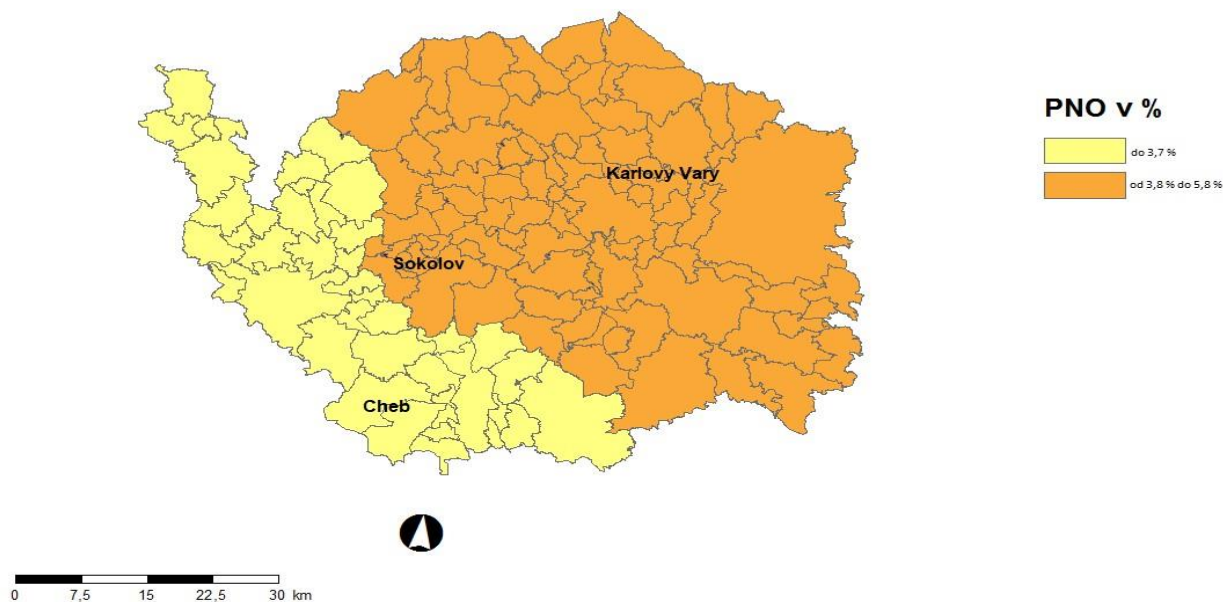 PNO v %
do 3,7 %
od 3,8 % do 5,8 %
Karlovy Vary
Sokolov
Cheb
0 7,5 15 22,5 30 km